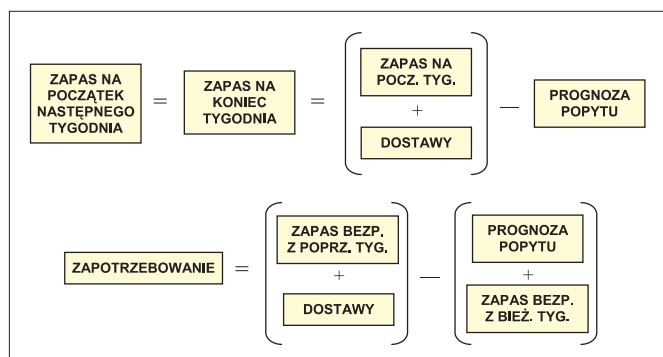 ZAPAS NA
POCZĄTEK
NASTĘPNEGO
TYGODNIA
=
ZAPAS NA
KONIEC
TYGODNIA
=
ZAPAS NA
POCZ. TYG.
+
DOSTAWY
—
PROGNOZA
POPYTU
ZAPOTRZEBOWANIE
=
ZAPAS BEZP.
Z POPRZ. TYG.
+
DOSTAWY
—
PROGNOZA
POPYTU
+
ZAPAS BEZP.
Z BIEŻ. TYG.